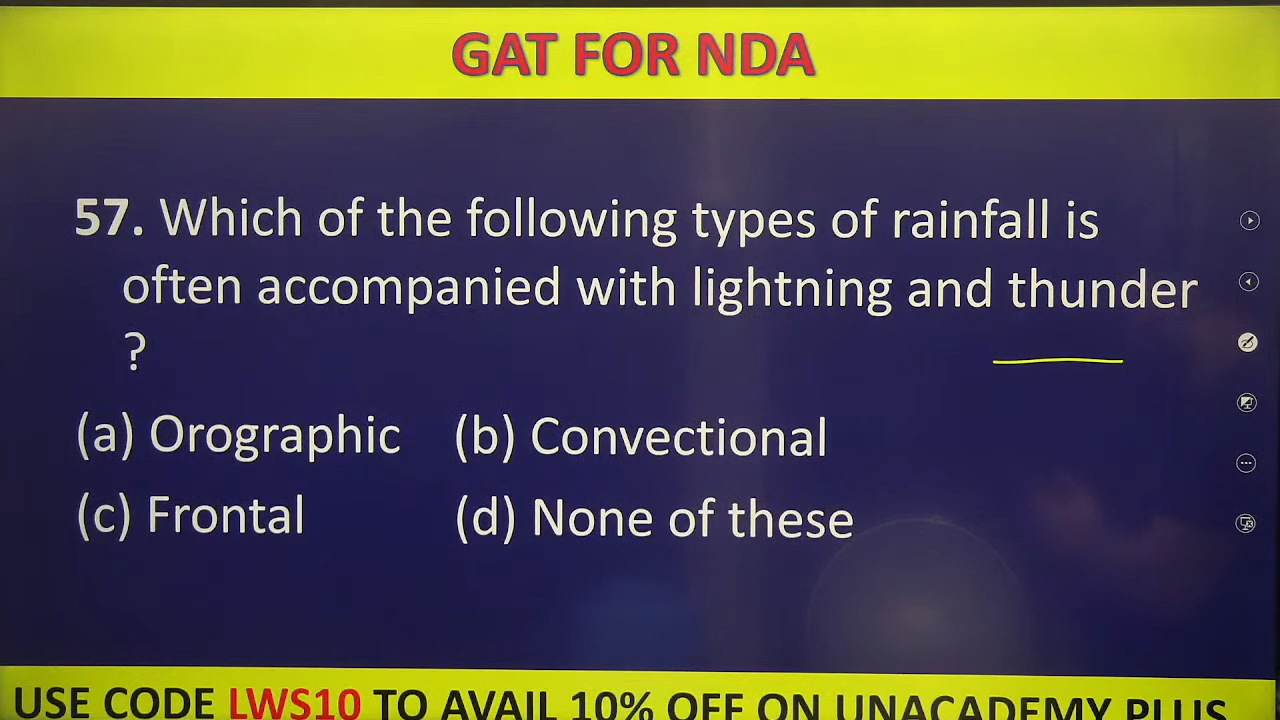 GAT FOR NDA
57. Which of the following types of rainfall is
often accompanied with lightning and thunder
?
(a) Orographic (b) Convectional
(c) Frontal (d) None of these
USE CODE LWS10 TO AVAIL 10% OFF ON UNACADEMY PLUS